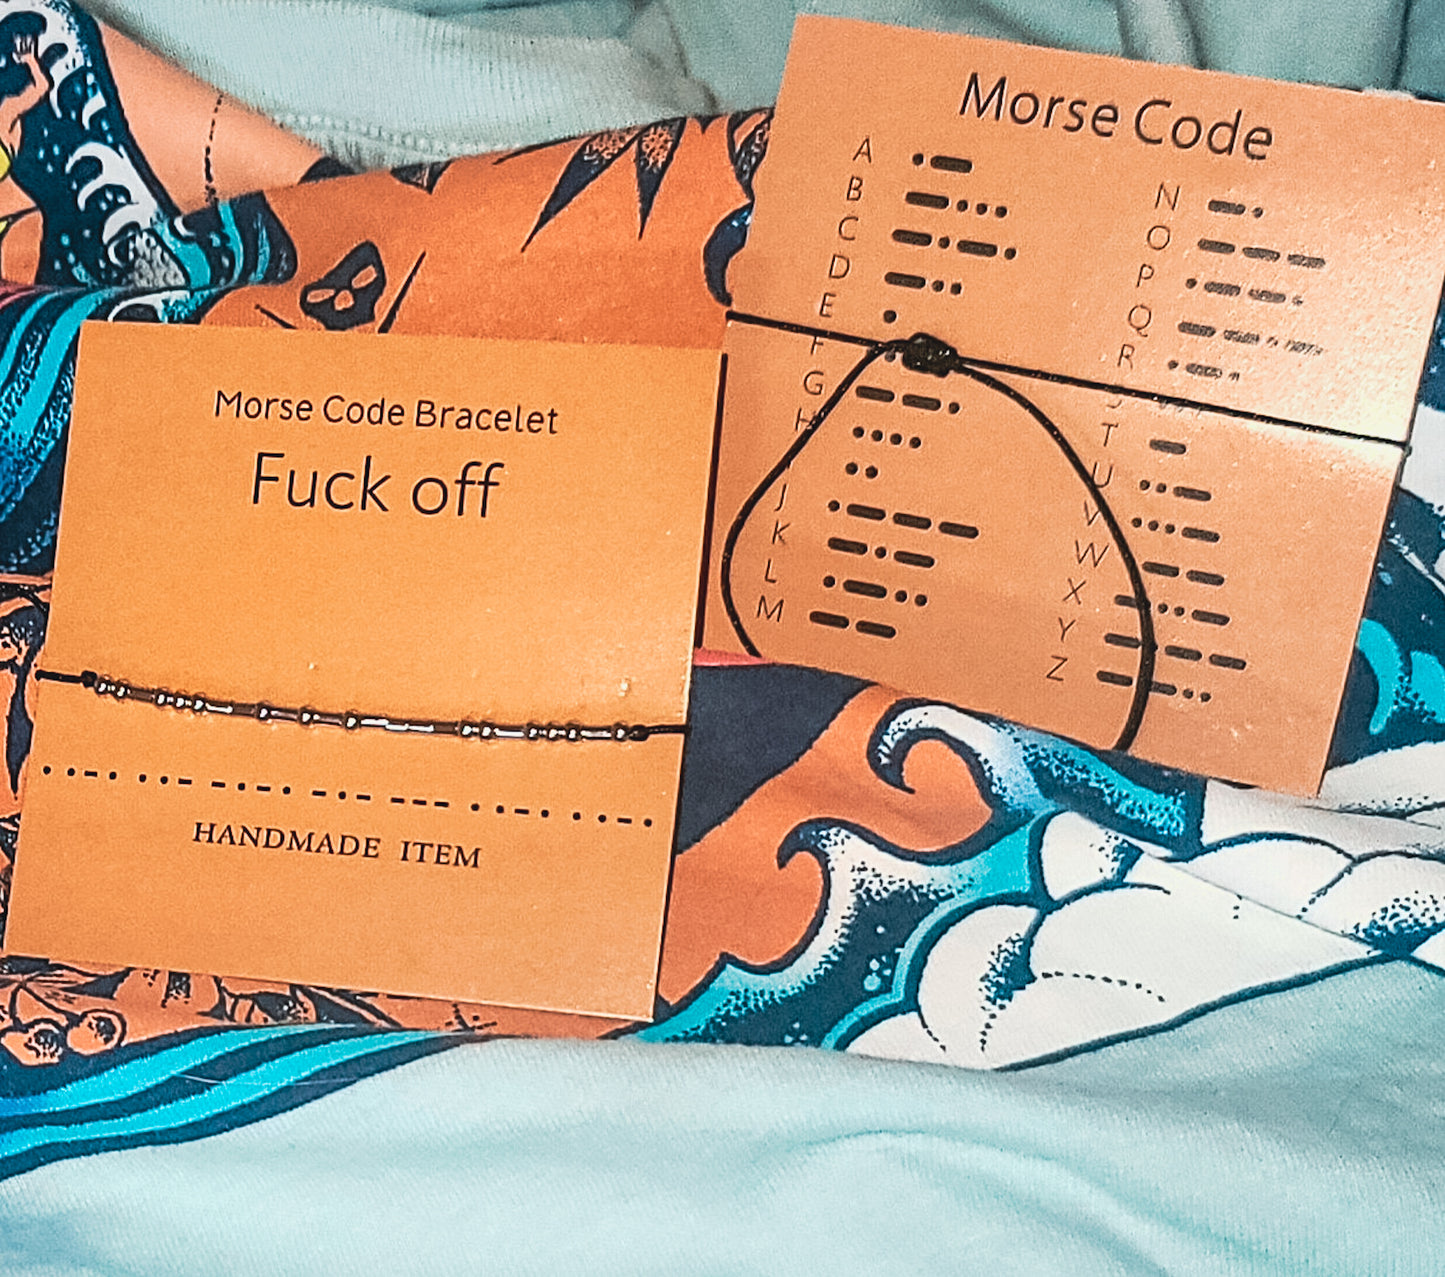 Morse Code Bracelet
Fuck off
··-· ··- -·-· -·- --- ··-· ··-·
HANDMADE ITEM
Morse Code
A ·-
B -···
C -·-·
D -··
E ·
F
G --·
H ····
··
J ·---
K -·-
L ·-··
M --
N -·
O ---
P ·--·
Q --·-
R ·-·
T -
U ··-
V ···-
W --
X -··-
Y -·--
Z --··